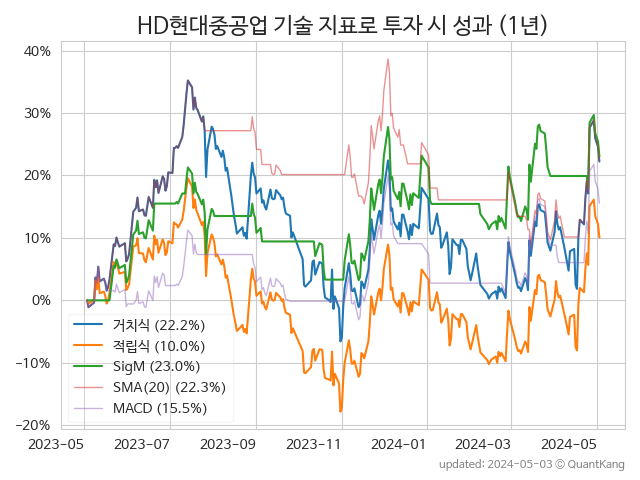 HD현대중공업 기술 지표로 투자 시 성과 (1년)
40%
30%
20%
10%
0%
−10%
−20%
거치식 (22.2%)
적립식 (10.0%)
SigM (23.0%)
SMA(20) (22.3%)
MACD (15.5%)
2023-05 2023-07 2023-09 2023-11 2024-01 2024-03 2024-05
updated: 2024-05-03 © QuantKang